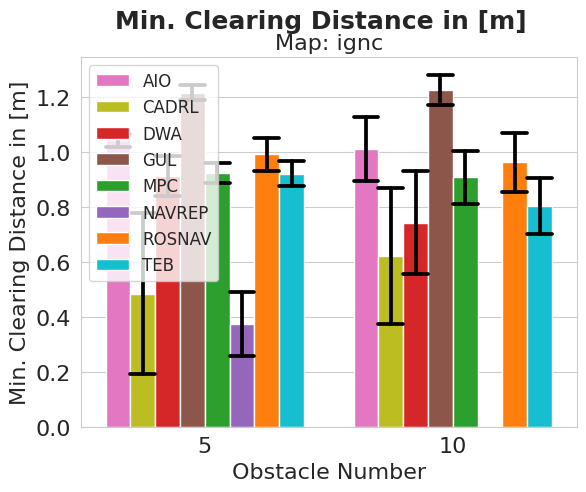 Min. Clearing Distance in [m]
Map: ignc
Min. Clearing Distance in [m]
1.2
1.0
0.8
0.6
0.4
0.2
0.0
AIO
CADRL
DWA
GUL
MPC
NAVREP
ROSNAV
TEB
5
10
Obstacle Number